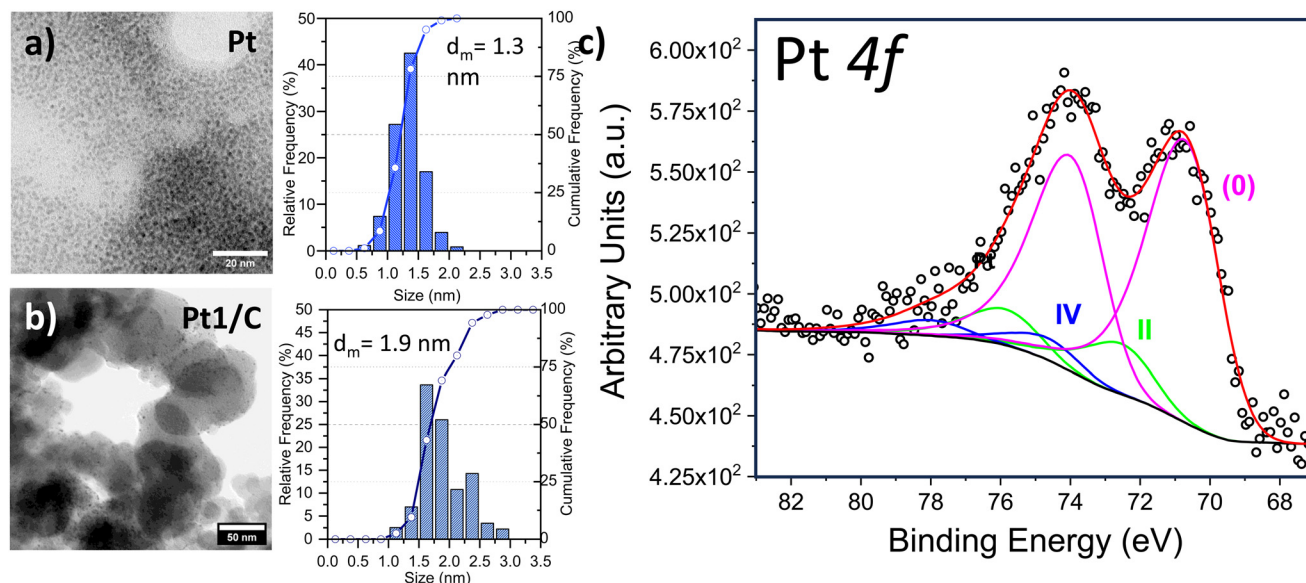 a)
Pt
20 nm
Relative Frequency (%)
50
40
30
20
10
0
d_m= 1.3
nm
100
75
50
25
0
Cumulative Frequency (%)
0.0 0.5 1.0 1.5 2.0 2.5 3.0 3.5
Size (nm)
b)
Pt1/C
50 nm
Relative Frequency (%)
50
45
40
35
30
25
20
15
10
5
0
d_m= 1.9 nm
100
75
50
25
0
Cumulative Frequency (%)
0.0 0.5 1.0 1.5 2.0 2.5 3.0 3.5
Size (nm)
c)
Pt 4f
Arbitrary Units (a.u.)
6.00x10²
5.75x10²
5.50x10²
5.25x10²
5.00x10²
4.75x10²
4.50x10²
4.25x10²
(0)
IV
II
82 80 78 76 74 72 70 68
Binding Energy (eV)